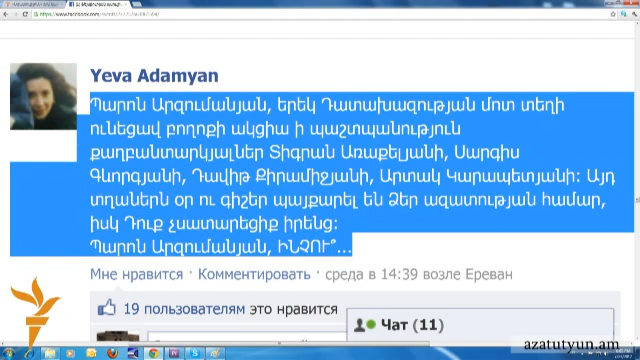 Yeva Adamyan
Պարոն Արզումանյան, երեկ Դատախազության մոտ տեղի
ունեցավ բողոքի ակցիա ի պաշտպանություն
քաղբանտարկյալներ Տիգրան Առաքելյանի, Սարգիս
Գևորգյանի, Դավիթ Քիրամիջյանի, Արտակ Կարապետյանի: Այդ
տղաներն օր ու գիշեր պայքարել են Ձեր ազատության համար,
իսկ Դուք չսատարեցիք իրենց:
Պարոն Արզումանյան, ԻՆՉՈՒ՞...
Мне нравится · Комментировать · среда в 14:39 возле Ереван
19 пользователям это нравится
Чат (11)
azatutyun.am